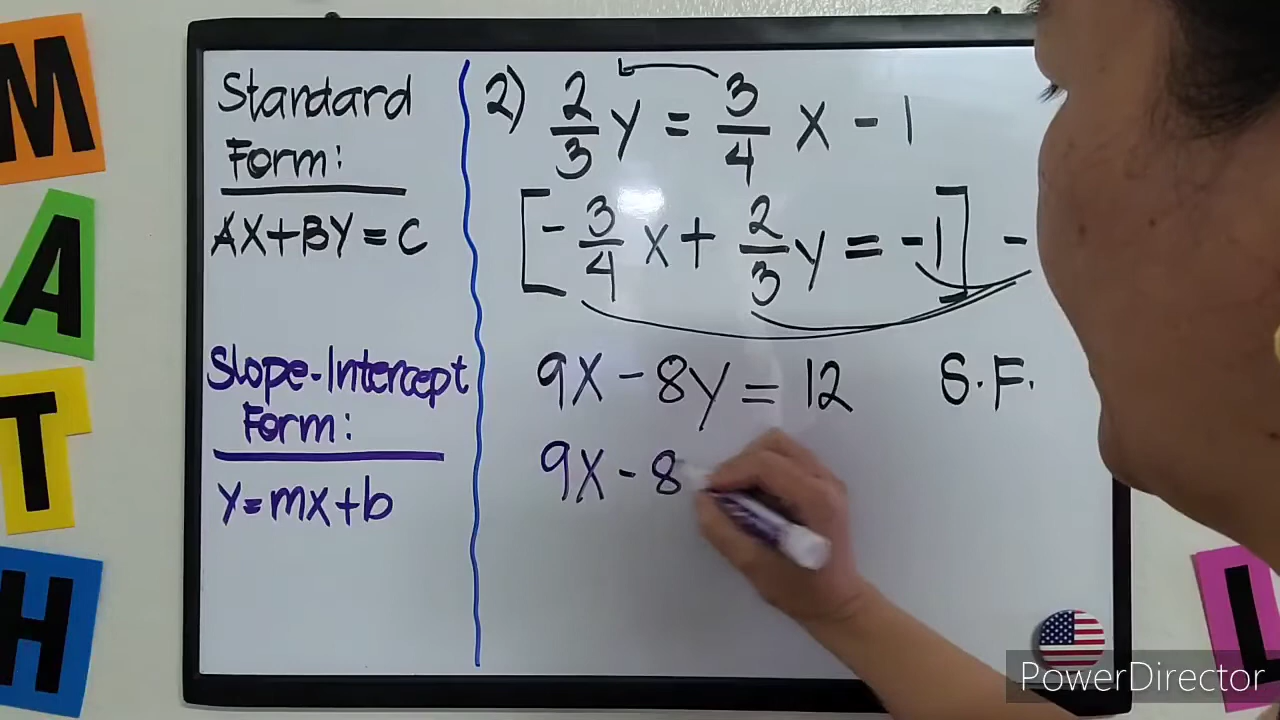 M
A
T
H
Standard
Form:
AX+BY=C
Slope-Intercept
Form:
Y=mX+b
2) 2/3 Y = 3/4 X - 1
[-3/4 X + 2/3 Y = -1] -
9X - 8Y = 12 S.F.
9X - 8
L
PowerDirector